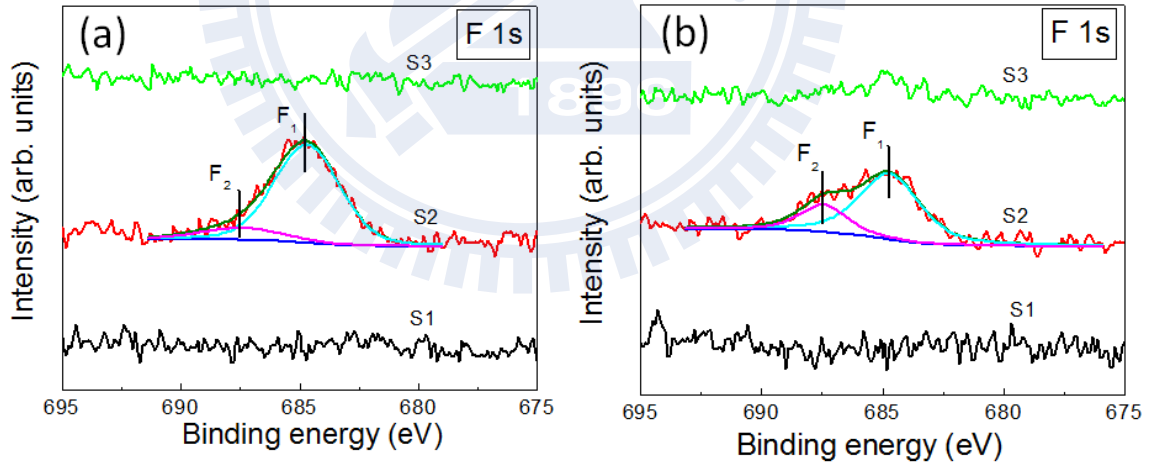 (a)
F 1s
S3
F1
F2
S2
S1
695 690 685 680 675
Binding energy (eV)
Intensity (arb. units)
(b)
F 1s
S3
F1
F2
S2
S1
695 690 685 680 675
Binding energy (eV)
Intensity (arb. units)
1896